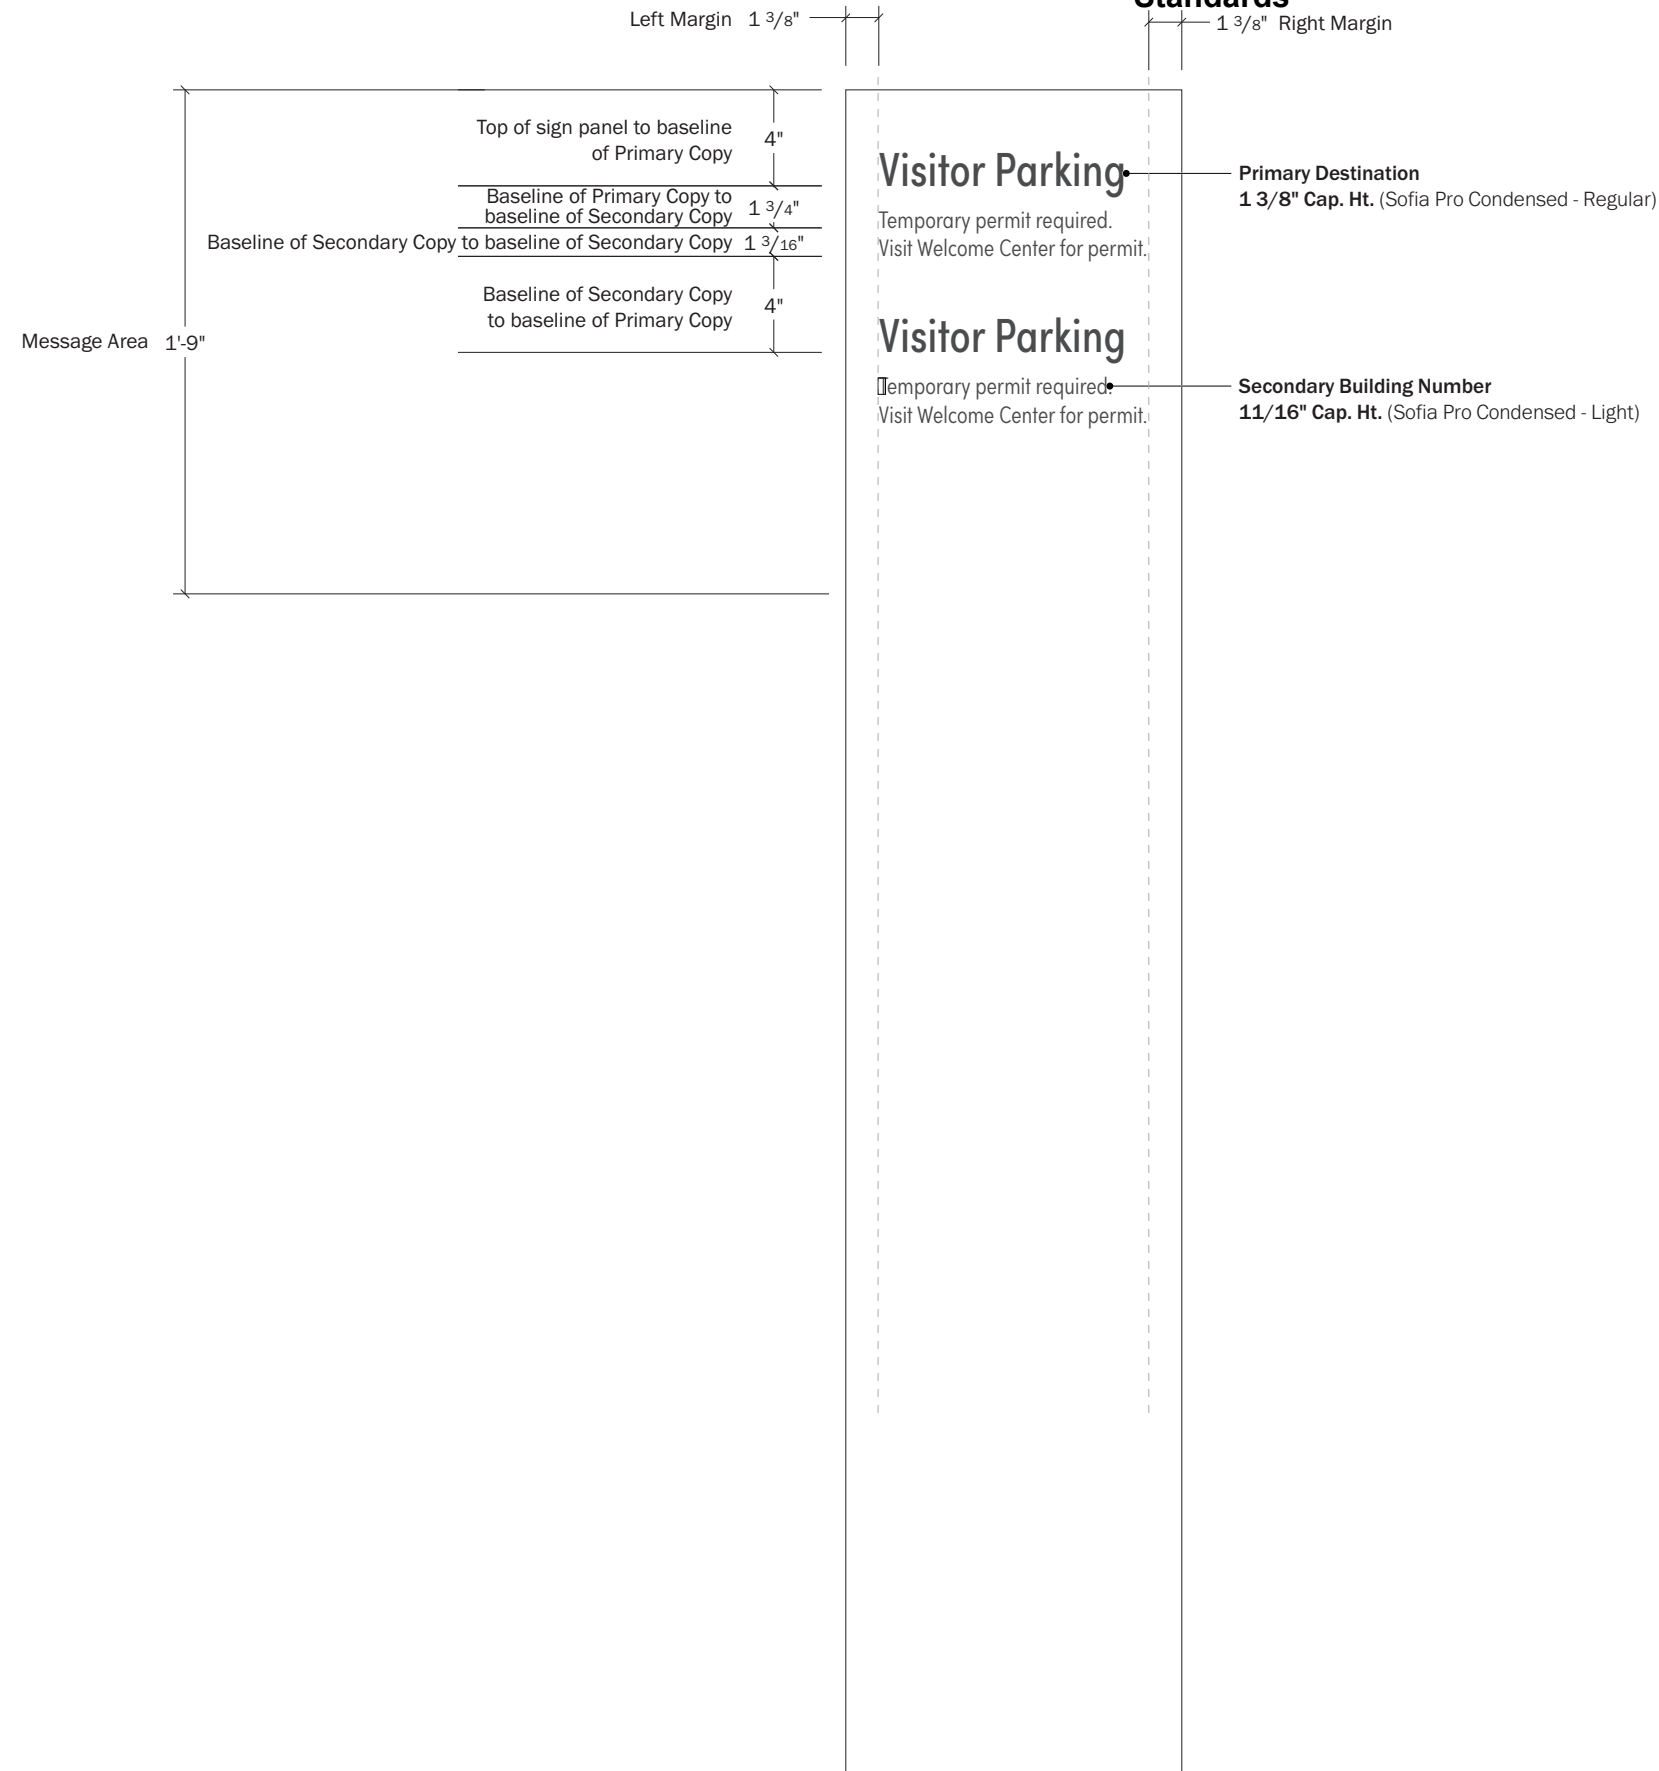 Standards
Left Margin 1 3/8"
1 3/8" Right Margin
Top of sign panel to baseline
of Primary Copy
4"
Baseline of Primary Copy to
baseline of Secondary Copy
1 3/4"
Baseline of Secondary Copy to baseline of Secondary Copy 1 3/16"
Baseline of Secondary Copy
to baseline of Primary Copy
4"
Message Area 1'-9"
Visitor Parking
Temporary permit required.
Visit Welcome Center for permit.
Visitor Parking
Temporary permit required.
Visit Welcome Center for permit.
Primary Destination
1 3/8" Cap. Ht. (Sofia Pro Condensed - Regular)
Secondary Building Number
11/16" Cap. Ht. (Sofia Pro Condensed - Light)